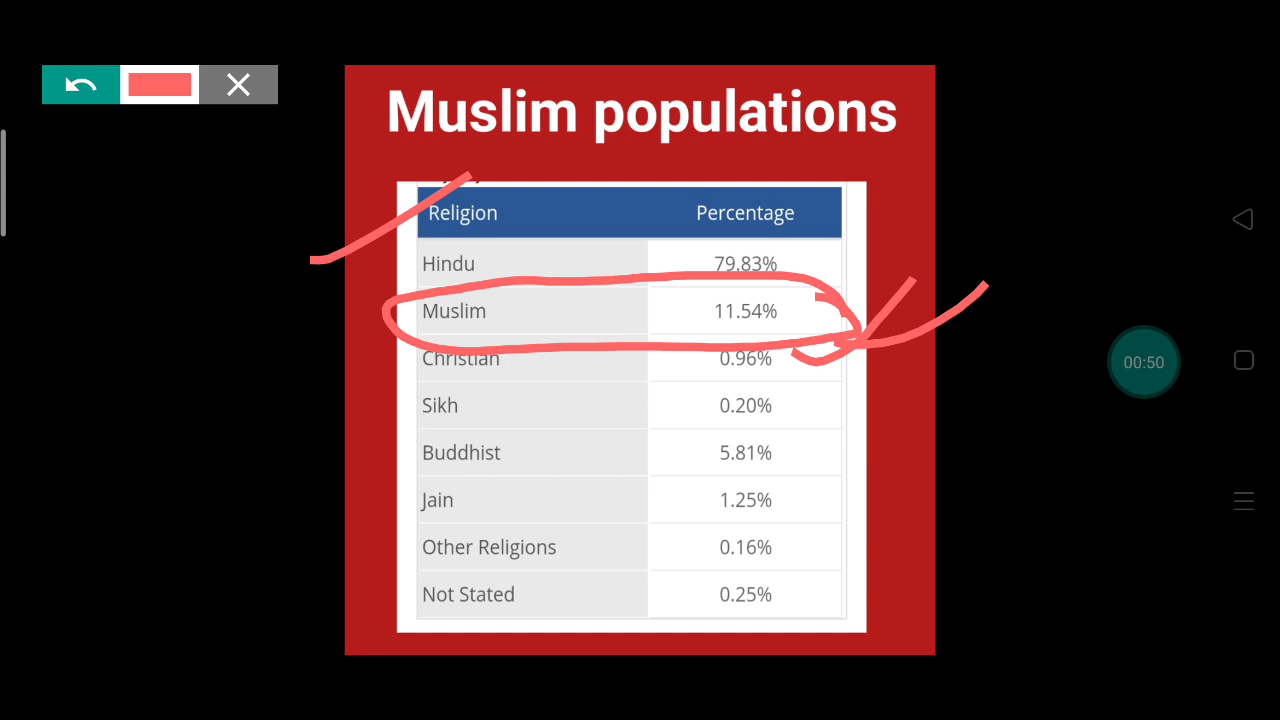 Muslim populations
Religion Percentage
Hindu 79.83%
Muslim 11.54%
Christian 0.96%
Sikh 0.20%
Buddhist 5.81%
Jain 1.25%
Other Religions 0.16%
Not Stated 0.25%
00:50